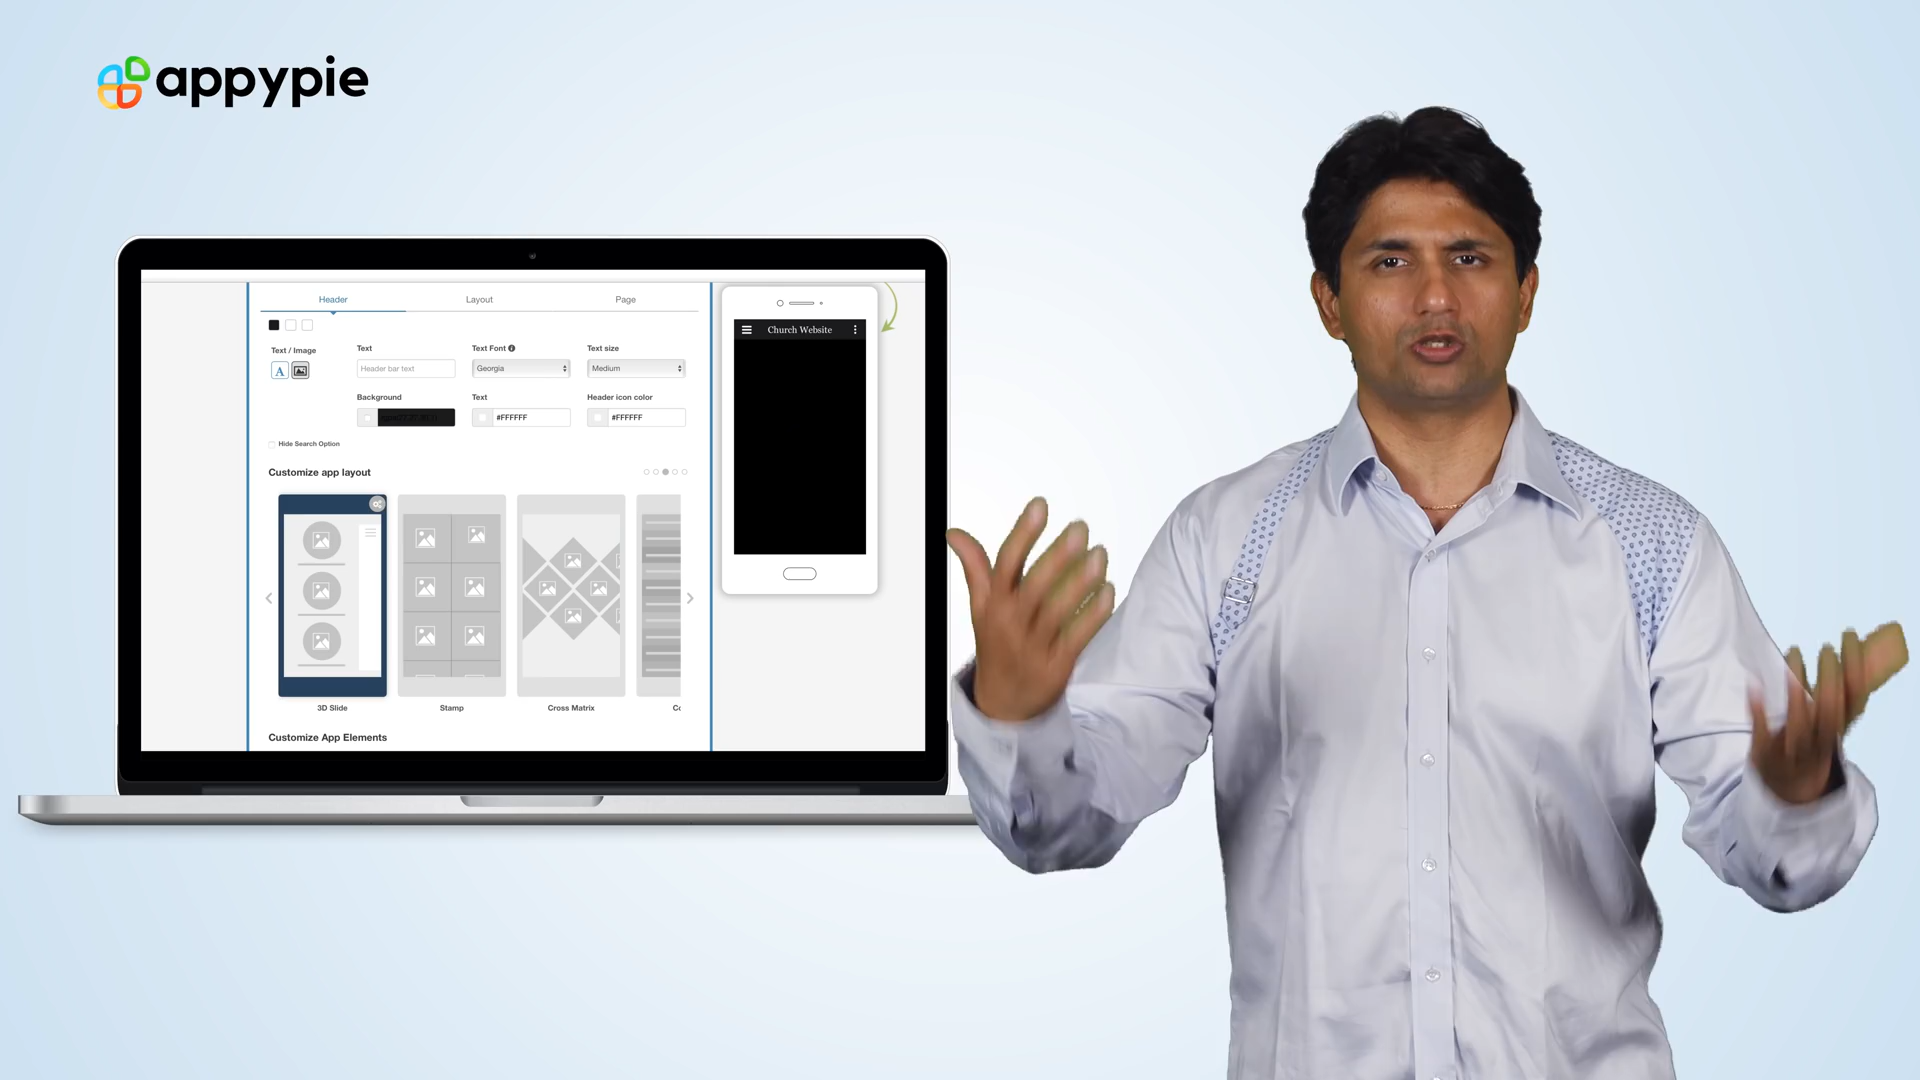 appypie
Header Layout Page
Text / Image
Text
Text Font
Text size
A
Header bar text
Georgia
Medium
Background
Text
Header icon color
#FFFFFF
#FFFFFF
Hide Search Option
Customize app layout
3D Slide
Stamp
Cross Matrix
Customize App Elements
Church Website